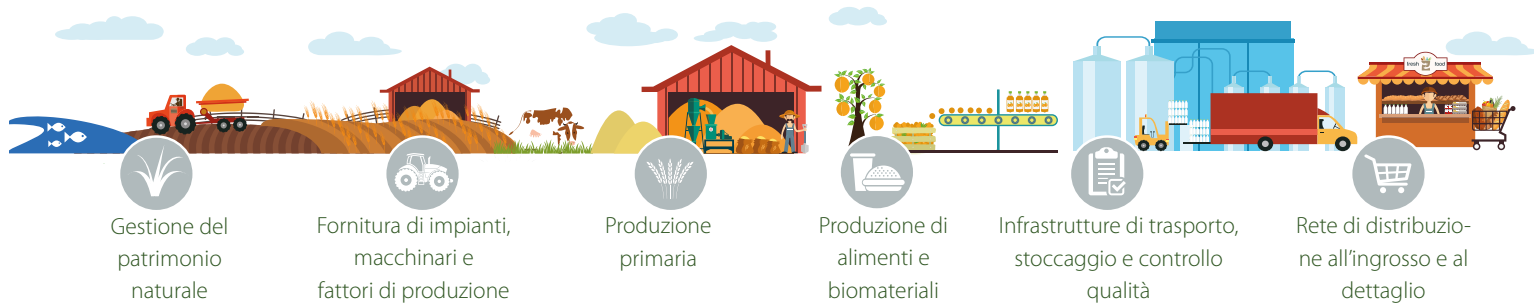 fresh food
Gestione del
patrimonio
naturale
Fornitura di impianti,
macchinari e
fattori di produzione
Produzione
primaria
Produzione di
alimenti e
biomateriali
Infrastrutture di trasporto,
stoccaggio e controllo
qualità
Rete di distribuzio-
ne all'ingrosso e al
dettaglio